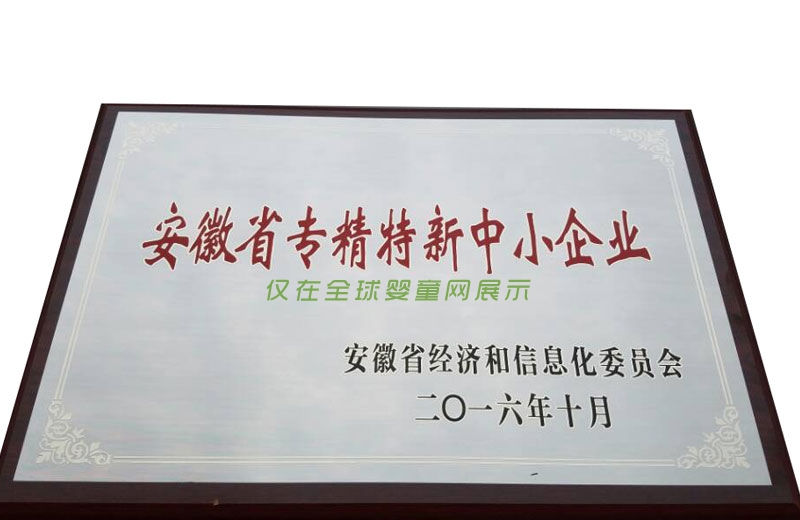 安徽省专精特新中小企业
仅在全球婴童网展示
安徽省经济和信息化委员会
二〇一六年十月